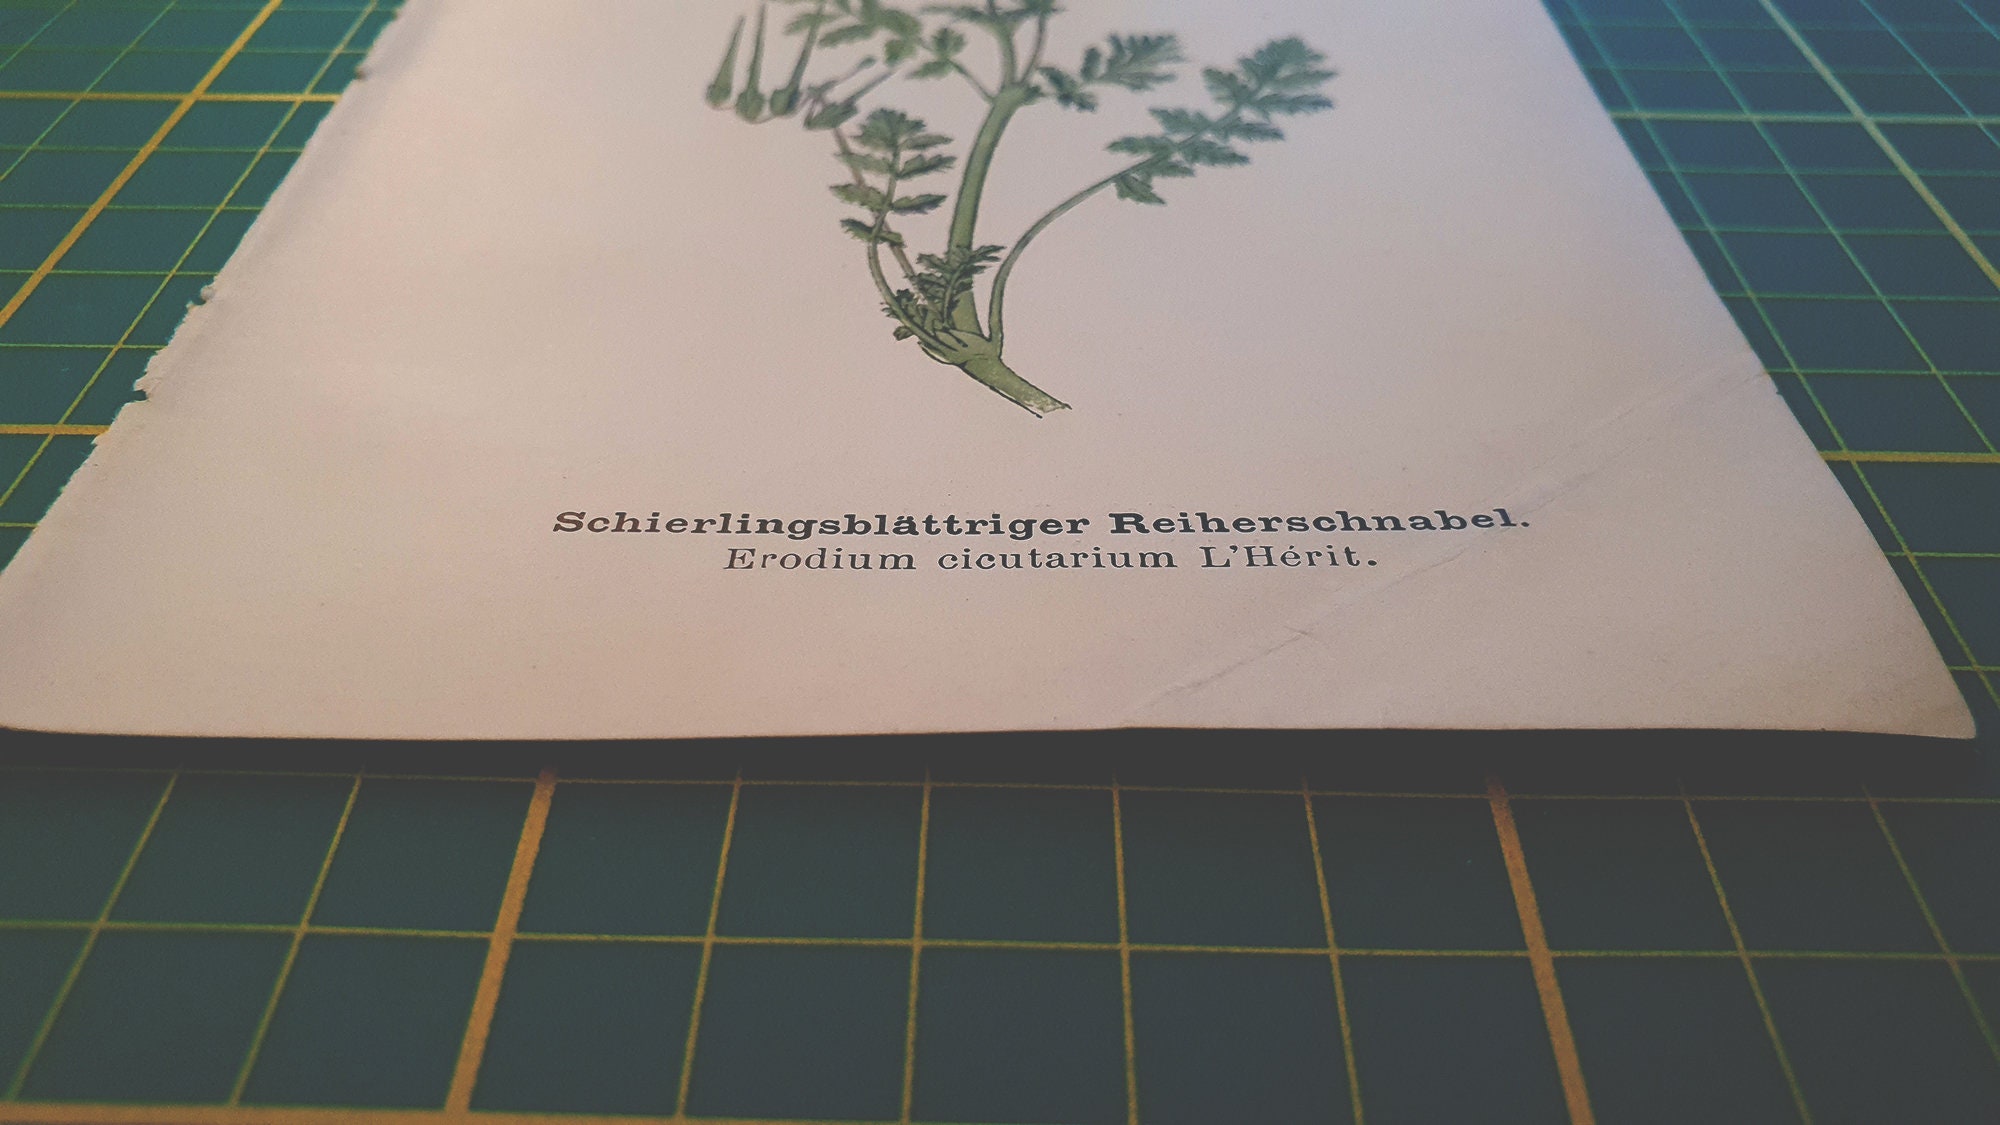 Schierlingsblättriger Reiherschnabel.
Erodium cicutarium L'Hérit.